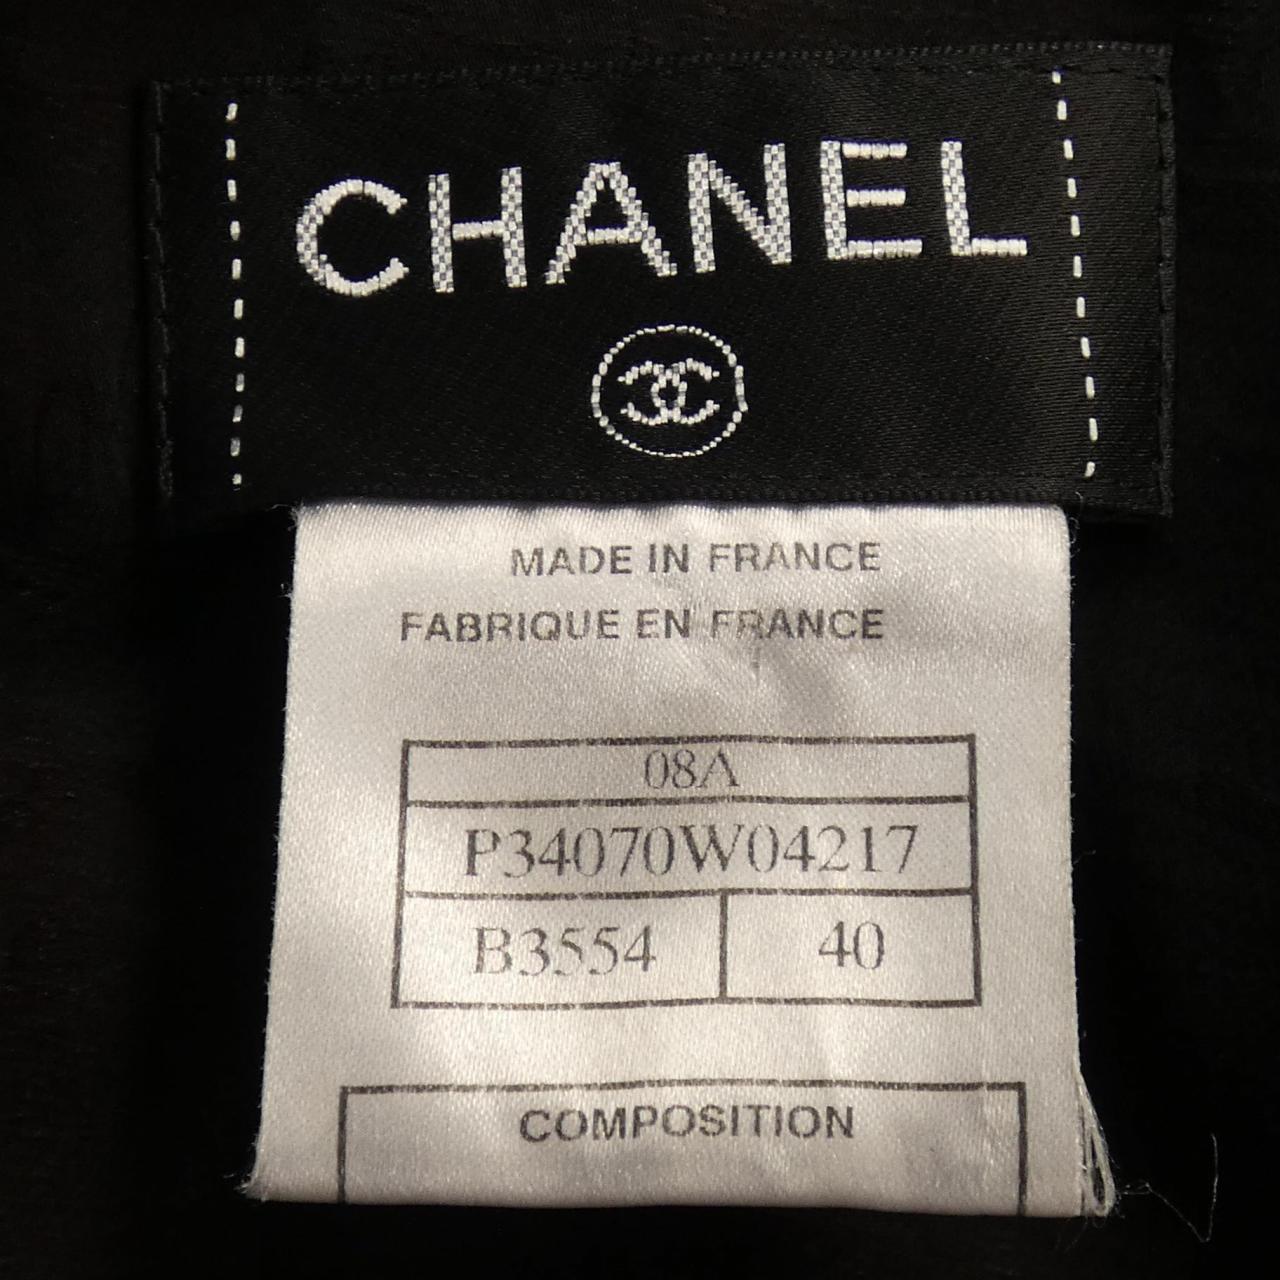 CHANEL
MADE IN FRANCE
FABRIQUE EN FRANCE
08A
P34070W04217
B3554 40
COMPOSITION